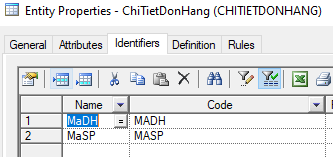 Entity Properties - ChiTietDonHang (CHITIETDONHANG)
General Attributes Identifiers Definition Rules
Name = Code
1 MaDH = MADH
2 MaSP MASP